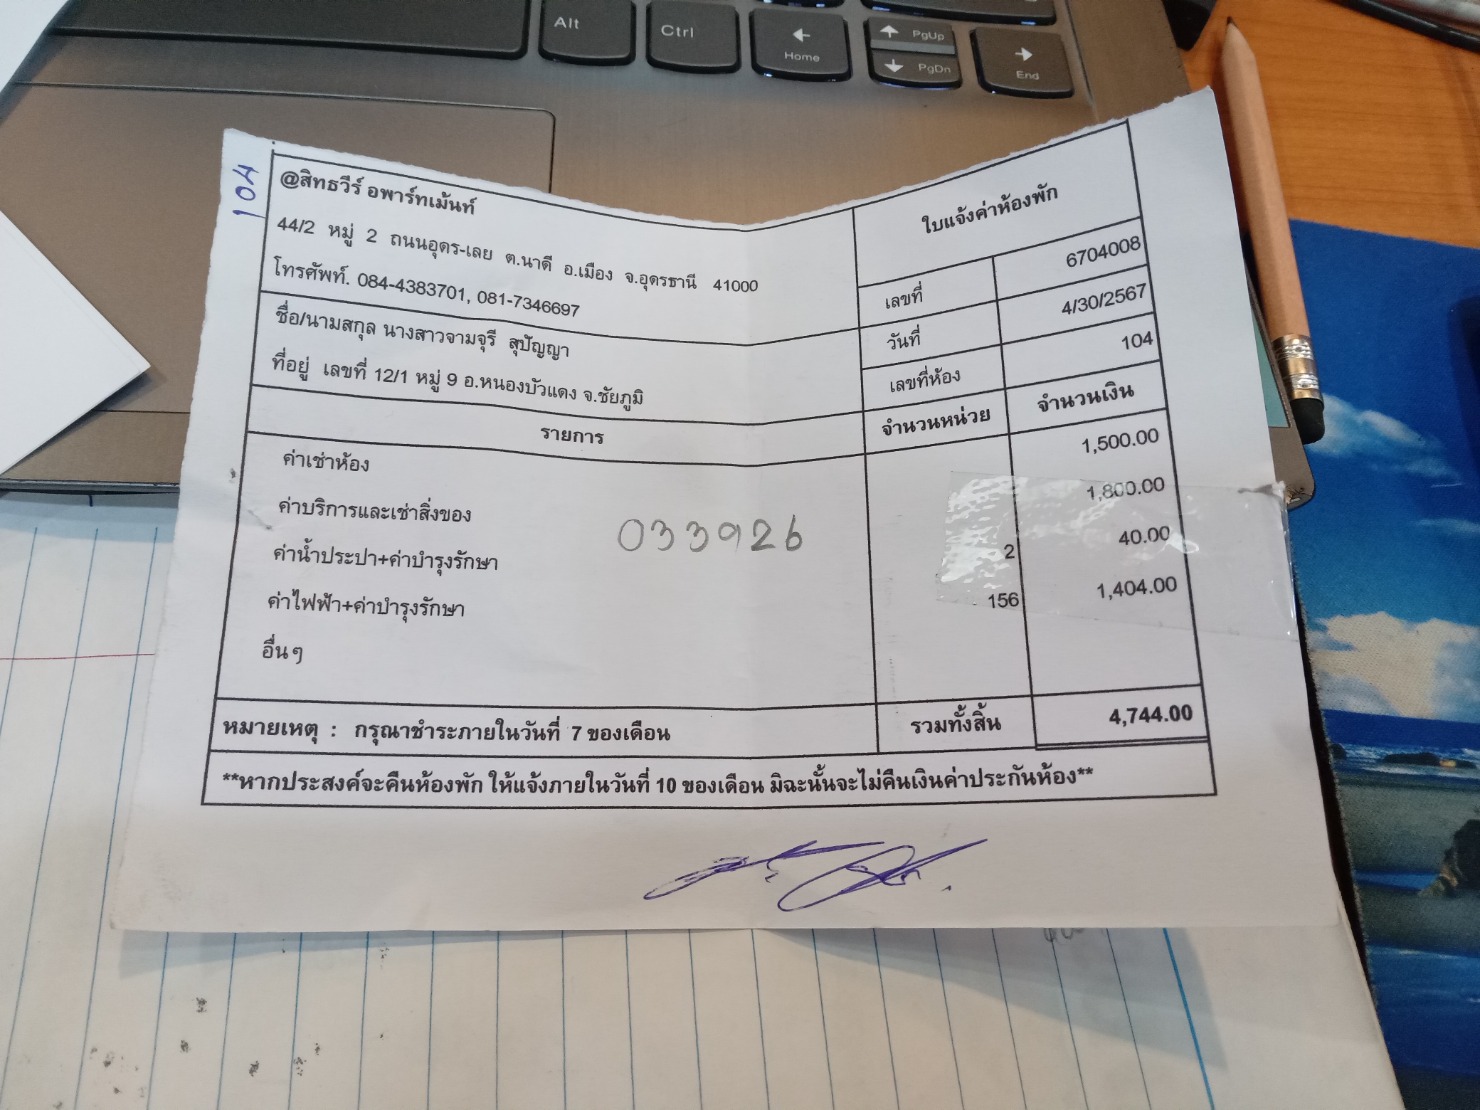 Alt
Ctrl
Home
PgUp
PgDn
End
104
@สิทธวีร์ อพาร์ทเม้นท์
44/2 หมู่ 2 ถนนอุดร-เลย ต.นาดี อ.เมือง จ.อุดรธานี 41000
โทรศัพท์. 084-4383701, 081-7346697
ใบแจ้งค่าห้องพัก
เลขที่ 6704008
วันที่ 4/30/2567
เลขที่ห้อง 104
ชื่อ/นามสกุล นางสาวจามจุรี สุปัญญา
ที่อยู่ เลขที่ 12/1 หมู่ 9 อ.หนองบัวแดง จ.ชัยภูมิ
รายการ จำนวนหน่วย จำนวนเงิน
ค่าเช่าห้อง 1,500.00
ค่าบริการและเช่าสิ่งของ 1,800.00
033926
ค่าน้ำประปา+ค่าบำรุงรักษา 2 40.00
ค่าไฟฟ้า+ค่าบำรุงรักษา 156 1,404.00
อื่นๆ
หมายเหตุ : กรุณาชำระภายในวันที่ 7 ของเดือน รวมทั้งสิ้น 4,744.00
**หากประสงค์จะคืนห้องพัก ให้แจ้งภายในวันที่ 10 ของเดือน มิฉะนั้นจะไม่คืนเงินค่าประกันห้อง**